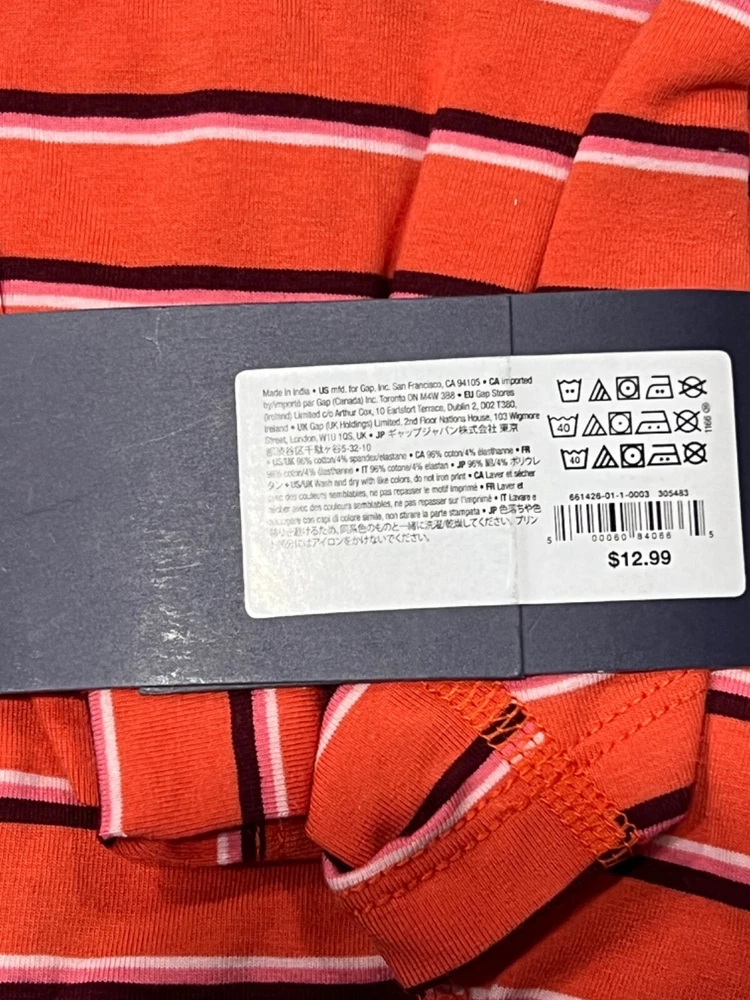 Made in India • US mfd. for Gap, Inc. San Francisco, CA 94105 • CA imported
by/importé par Gap (Canada) Inc. Toronto ON M4W 3B8 • EU Gap Stores
(Ireland) Limited c/o Arthur Cox, 10 Earlsfort Terrace, Dublin 2, D02 T380,
Ireland • UK Gap (UK Holdings) Limited, 2nd Floor Nations House, 103 Wigmore
Street, London, W1U 1QS, UK • JP ギャップジャパン株式会社 東京
都渋谷区千駄ヶ谷5-32-10
• US/UK 96% cotton/4% spandex/elastane • CA 96% cotton/4% élasthanne • FR
96% coton/4% élasthanne • IT 96% cotone/4% elastan • JP 96% 綿/4% ポリウレ
タン • US/UK Wash and dry with like colors, do not iron print • CA Laver et sécher
avec des couleurs semblables, ne pas repasser le motif imprimé • FR Laver et
sécher avec des couleurs semblables, ne pas repasser sur l'imprimé • IT Lavare e
con capi di colore simile, non stirare la parte stampata • JP 色落ちや色
移りを避けるため、同系色のものと一緒に洗濯/乾燥してください。プリン
ト部分にはアイロンをかけないでください。
40
40
1166
661426-01-1-0003 305483
5 00060 84066 5
$12.99